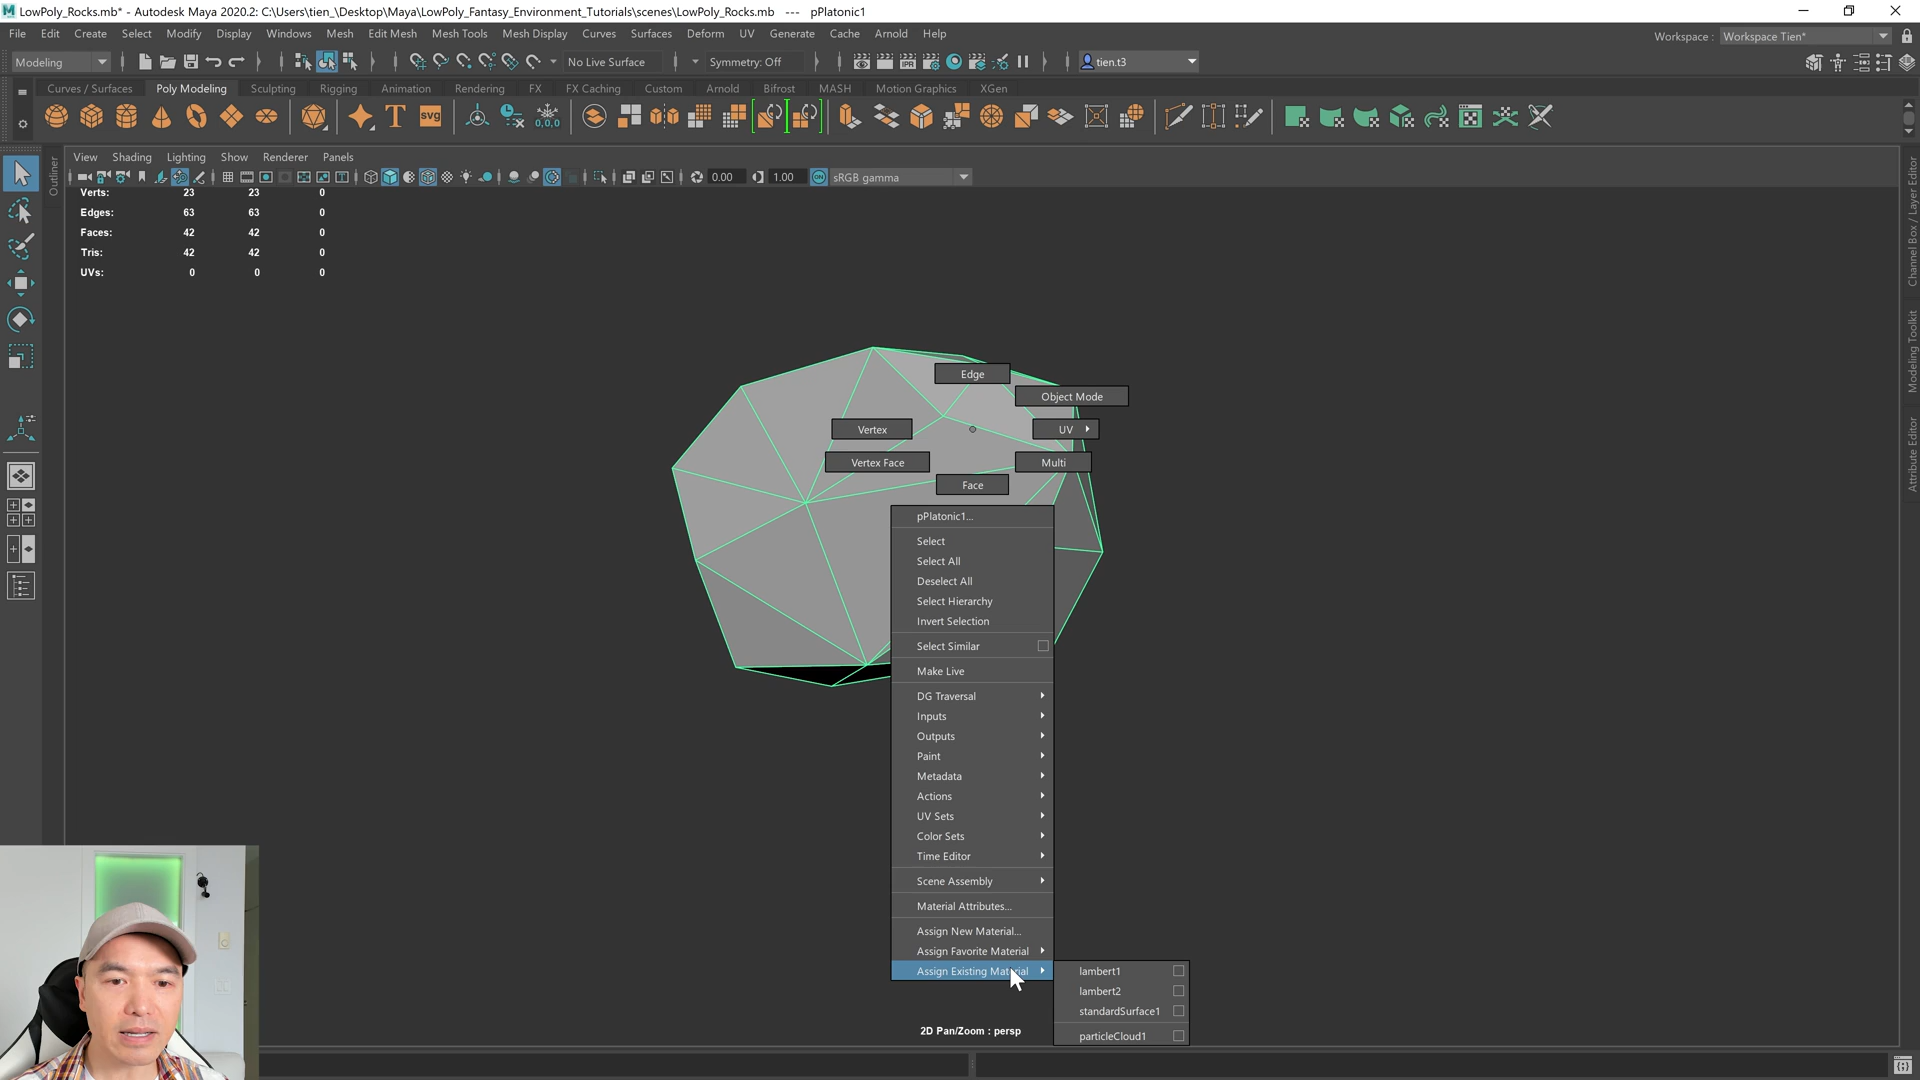 LowPoly_Rocks.mb* - Autodesk Maya 2020.2: C:\Users\tien_\Desktop\Maya\LowPoly_Fantasy_Environment_Tutorials\scenes\LowPoly_Rocks.mb --- pPlatonic1
File Edit Create Select Modify Display Windows Mesh Edit Mesh Mesh Tools Mesh Display Curves Surfaces Deform UV Generate Cache Arnold Help Workspace : Workspace Tien*
Modeling No Live Surface Symmetry: Off tien.t3
Curves / Surfaces Poly Modeling Sculpting Rigging Animation Rendering FX FX Caching Custom Arnold Bifrost MASH Motion Graphics XGen
T svg 0,0,0
View Shading Lighting Show Renderer Panels
0.00 1.00 ON sRGB gamma
Outliner
Verts: 23 23 0
Edges: 63 63 0
Faces: 42 42 0
Tris: 42 42 0
UVs: 0 0 0
Edge
Object Mode
Vertex
UV
Vertex Face
Multi
Face
pPlatonic1...
Select
Select All
Deselect All
Select Hierarchy
Invert Selection
Select Similar
Make Live
DG Traversal
Inputs
Outputs
Paint
Metadata
Actions
UV Sets
Color Sets
Time Editor
Scene Assembly
Material Attributes...
Assign New Material...
Assign Favorite Material
Assign Existing Material
lambert1
lambert2
standardSurface1
particleCloud1
2D Pan/Zoom : persp
Channel Box / Layer Editor
Modeling Toolkit
Attribute Editor